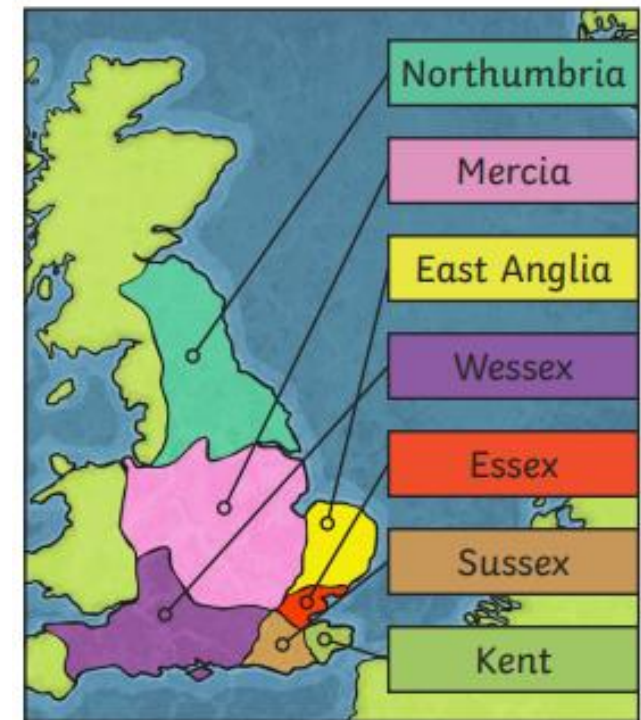 Northumbria
Mercia
East Anglia
Wessex
Essex
Sussex
Kent